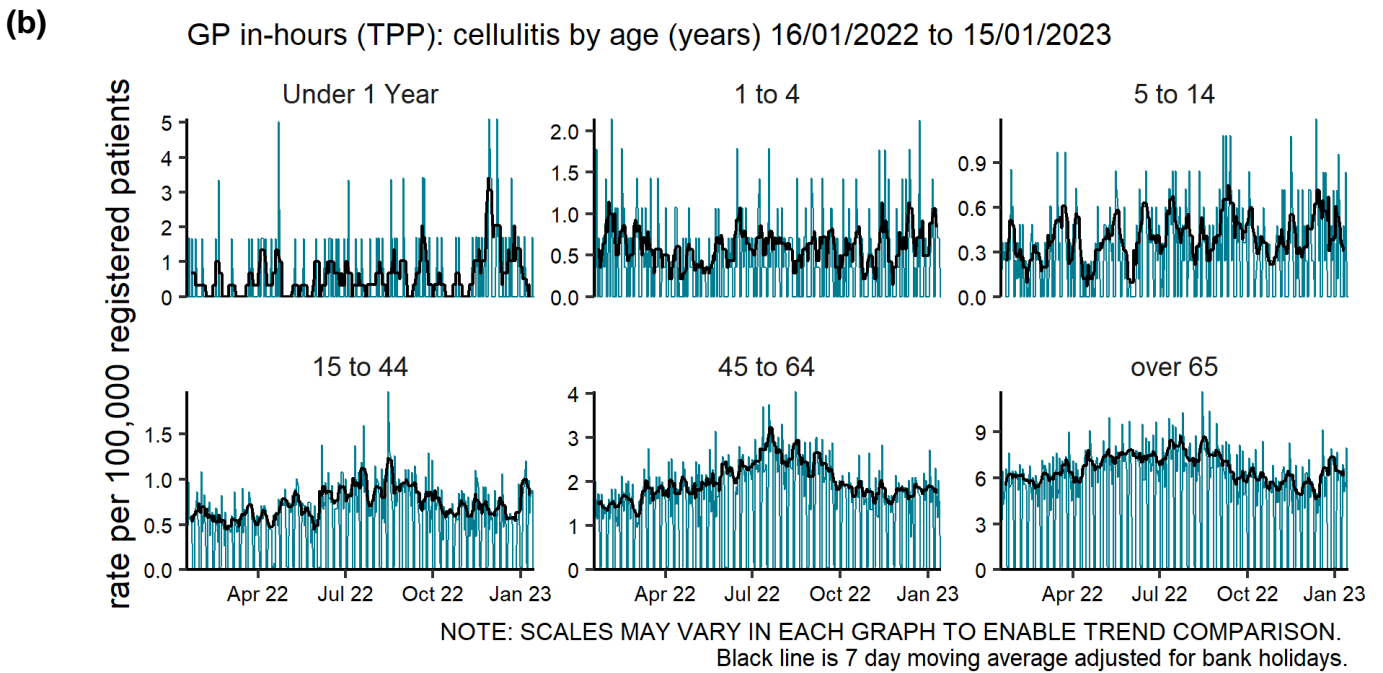 (b)
GP in-hours (TPP): cellulitis by age (years) 16/01/2022 to 15/01/2023
rate per 100,000 registered patients
Under 1 Year
5
4
3
2
1
0
1 to 4
2.0
1.5
1.0
0.5
0.0
5 to 14
0.9
0.6
0.3
0.0
15 to 44
1.5
1.0
0.5
0.0
Apr 22 Jul 22 Oct 22 Jan 23
45 to 64
4
3
2
1
0
Apr 22 Jul 22 Oct 22 Jan 23
over 65
9
6
3
0
Apr 22 Jul 22 Oct 22 Jan 23
NOTE: SCALES MAY VARY IN EACH GRAPH TO ENABLE TREND COMPARISON.
Black line is 7 day moving average adjusted for bank holidays.